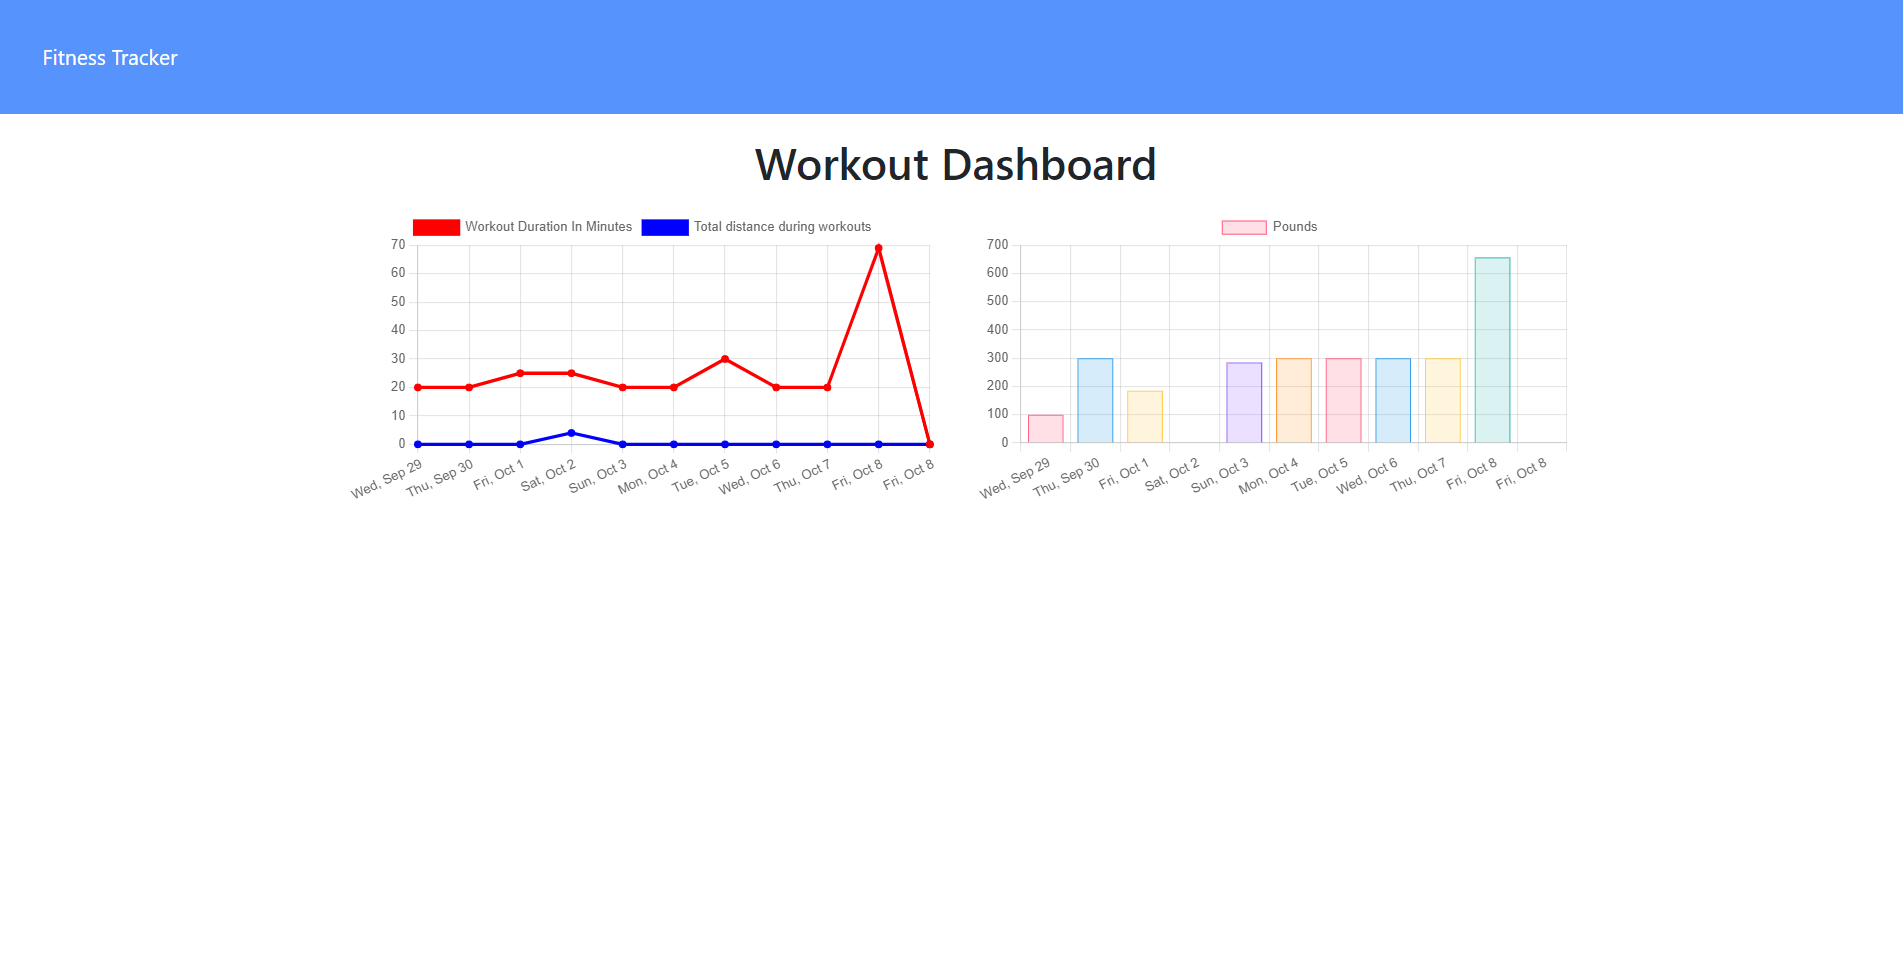 Fitness Tracker
Workout Dashboard
Workout Duration In Minutes Total distance during workouts
70
60
50
40
30
20
10
0
Wed, Sep 29 Thu, Sep 30 Fri, Oct 1 Sat, Oct 2 Sun, Oct 3 Mon, Oct 4 Tue, Oct 5 Wed, Oct 6 Thu, Oct 7 Fri, Oct 8 Fri, Oct 8
Pounds
700
600
500
400
300
200
100
0
Wed, Sep 29 Thu, Sep 30 Fri, Oct 1 Sat, Oct 2 Sun, Oct 3 Mon, Oct 4 Tue, Oct 5 Wed, Oct 6 Thu, Oct 7 Fri, Oct 8 Fri, Oct 8